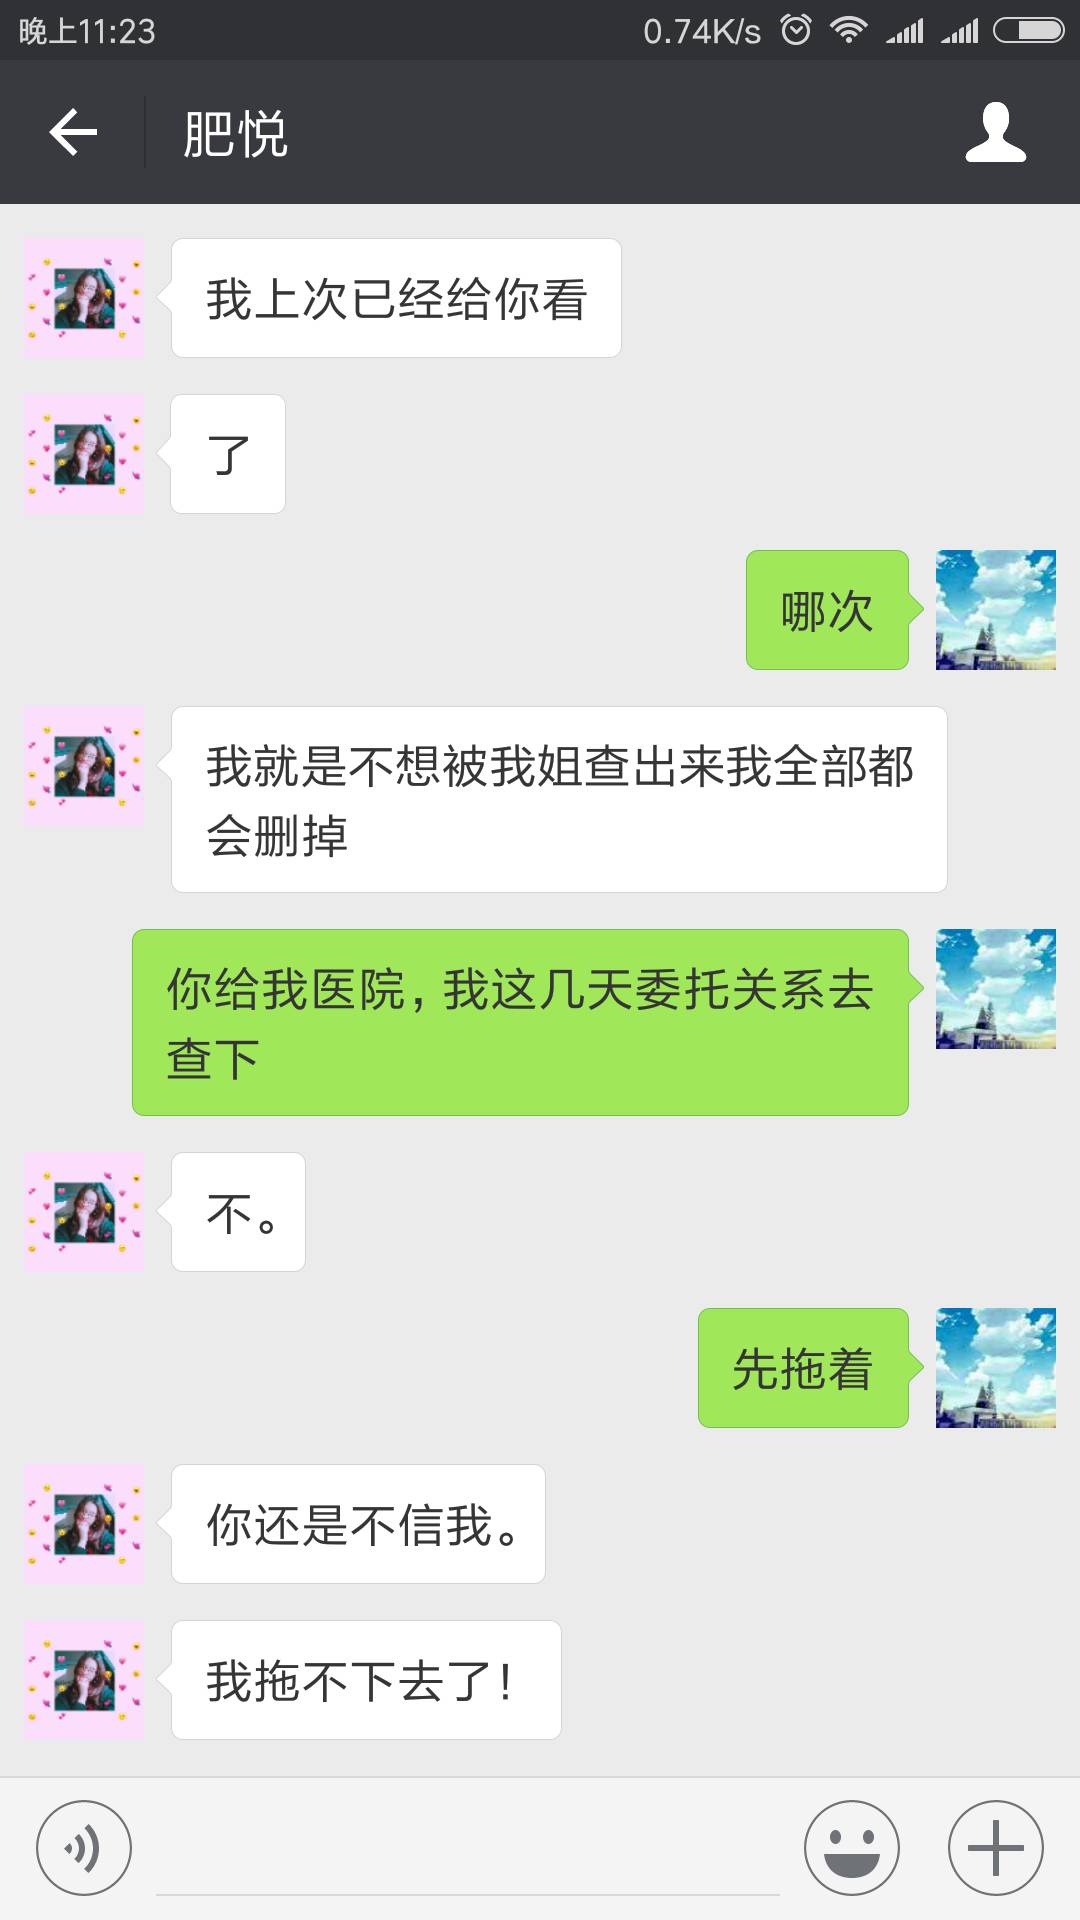 晚上11:23
0.74K/s
肥悦
我上次已经给你看
了
哪次
我就是不想被我姐查出来我全部都
会删掉
你给我医院,我这几天委托关系去
查下
不。
先拖着
你还是不信我。
我拖不下去了!